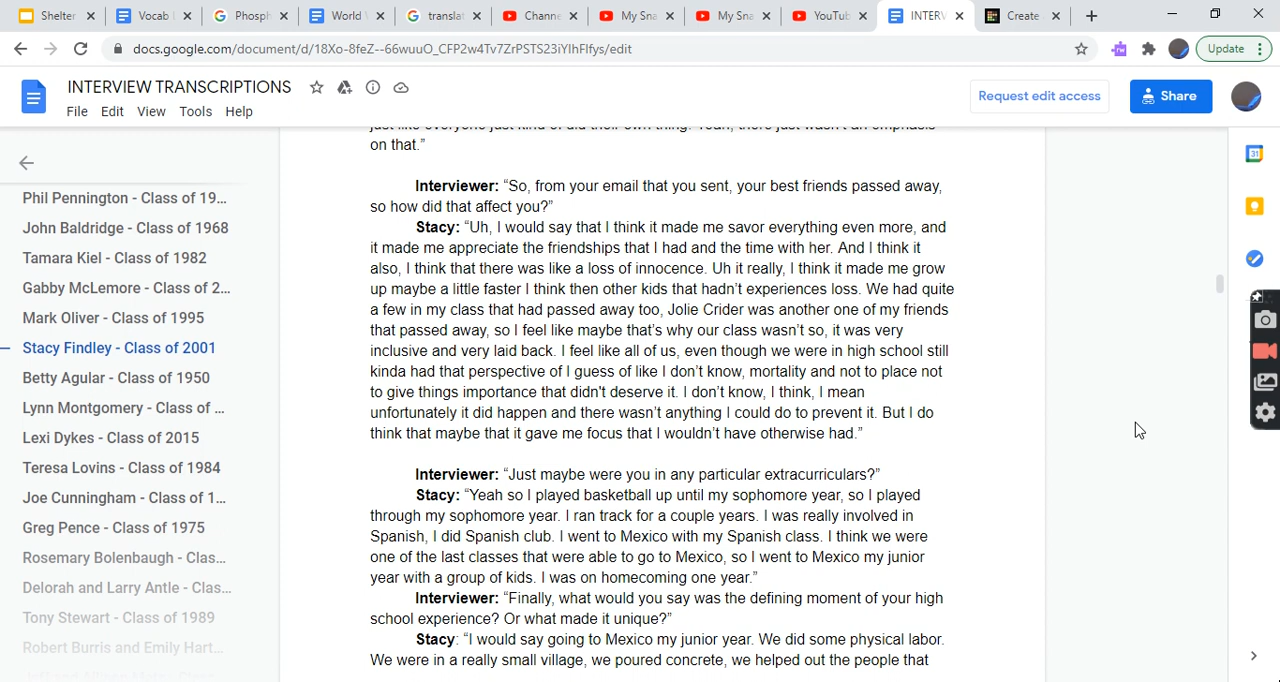 Shelter
Vocab
Phosph
World
translat
Channe
My Sna
My Sna
YouTub
INTERV
Create
docs.google.com/document/d/18Xo-8feZ--66wuuO_CFP2w4Tv7ZrPSTS23iYlhFlfys/edit
Update
INTERVIEW TRANSCRIPTIONS
File Edit View Tools Help
Request edit access
Share
Phil Pennington - Class of 19...
John Baldridge - Class of 1968
Tamara Kiel - Class of 1982
Gabby McLemore - Class of 2...
Mark Oliver - Class of 1995
Stacy Findley - Class of 2001
Betty Agular - Class of 1950
Lynn Montgomery - Class of ...
Lexi Dykes - Class of 2015
Teresa Lovins - Class of 1984
Joe Cunningham - Class of 1...
Greg Pence - Class of 1975
Rosemary Bolenbaugh - Clas...
Delorah and Larry Antle - Clas...
Tony Stewart - Class of 1989
Robert Burris and Emily Hart...
just like everyone just kind of did their own thing. Yeah, there just wasn't an emphasis
on that.”
Interviewer: “So, from your email that you sent, your best friends passed away,
so how did that affect you?”
Stacy: “Uh, I would say that I think it made me savor everything even more, and
it made me appreciate the friendships that I had and the time with her. And I think it
also, I think that there was like a loss of innocence. Uh it really, I think it made me grow
up maybe a little faster I think then other kids that hadn’t experiences loss. We had quite
a few in my class that had passed away too, Jolie Crider was another one of my friends
that passed away, so I feel like maybe that’s why our class wasn’t so, it was very
inclusive and very laid back. I feel like all of us, even though we were in high school still
kinda had that perspective of I guess of like I don’t know, mortality and not to place not
to give things importance that didn't deserve it. I don’t know, I think, I mean
unfortunately it did happen and there wasn’t anything I could do to prevent it. But I do
think that maybe that it gave me focus that I wouldn’t have otherwise had.”
Interviewer: “Just maybe were you in any particular extracurriculars?”
Stacy: “Yeah so I played basketball up until my sophomore year, so I played
through my sophomore year. I ran track for a couple years. I was really involved in
Spanish, I did Spanish club. I went to Mexico with my Spanish class. I think we were
one of the last classes that were able to go to Mexico, so I went to Mexico my junior
year with a group of kids. I was on homecoming one year.”
Interviewer: “Finally, what would you say was the defining moment of your high
school experience? Or what made it unique?”
Stacy: “I would say going to Mexico my junior year. We did some physical labor.
We were in a really small village, we poured concrete, we helped out the people that